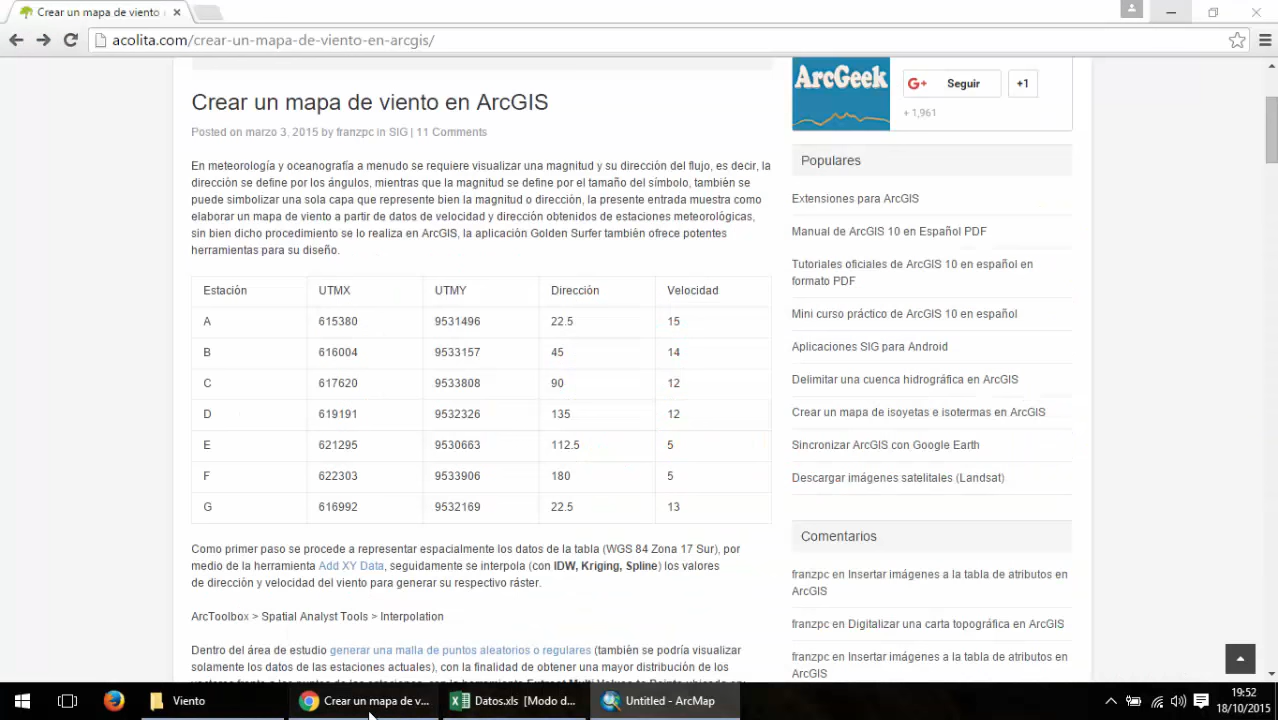 Crear un mapa de viento
acolita.com/crear-un-mapa-de-viento-en-arcgis/
Crear un mapa de viento en ArcGIS
Posted on marzo 3, 2015 by franzpc in SIG | 11 Comments
En meteorología y oceanografía a menudo se requiere visualizar una magnitud y su dirección del flujo, es decir, la
dirección se define por los ángulos, mientras que la magnitud se define por el tamaño del símbolo, también se
puede simbolizar una sola capa que represente bien la magnitud o dirección, la presente entrada muestra como
elaborar un mapa de viento a partir de datos de velocidad y dirección obtenidos de estaciones meteorológicas,
sin bien dicho procedimiento se lo realiza en ArcGIS, la aplicación Golden Surfer también ofrece potentes
herramientas para su diseño.
Estación UTMX UTMY Dirección Velocidad
A 615380 9531496 22.5 15
B 616004 9533157 45 14
C 617620 9533808 90 12
D 619191 9532326 135 12
E 621295 9530663 112.5 5
F 622303 9533906 180 5
G 616992 9532169 22.5 13
Como primer paso se procede a representar espacialmente los datos de la tabla (WGS 84 Zona 17 Sur), por
medio de la herramienta Add XY Data, seguidamente se interpola (con IDW, Kriging, Spline) los valores
de dirección y velocidad del viento para generar su respectivo ráster.
ArcToolbox > Spatial Analyst Tools > Interpolation
Dentro del área de estudio generar una malla de puntos aleatorios o regulares (también se podría visualizar
solamente los datos de las estaciones actuales), con la finalidad de obtener una mayor distribución de los
ArcGeek
G+ Seguir +1
+ 1,961
Populares
Extensiones para ArcGIS
Manual de ArcGIS 10 en Español PDF
Tutoriales oficiales de ArcGIS 10 en español en
formato PDF
Mini curso práctico de ArcGIS 10 en español
Aplicaciones SIG para Android
Delimitar una cuenca hidrográfica en ArcGIS
Crear un mapa de isoyetas e isotermas en ArcGIS
Sincronizar ArcGIS con Google Earth
Descargar imágenes satelitales (Landsat)
Comentarios
franzpc en Insertar imágenes a la tabla de atributos en
ArcGIS
franzpc en Digitalizar una carta topográfica en ArcGIS
franzpc en Insertar imágenes a la tabla de atributos en
ArcGIS
Viento
Crear un mapa de v...
Datos.xls [Modo d...
Untitled - ArcMap
19:52
18/10/2015